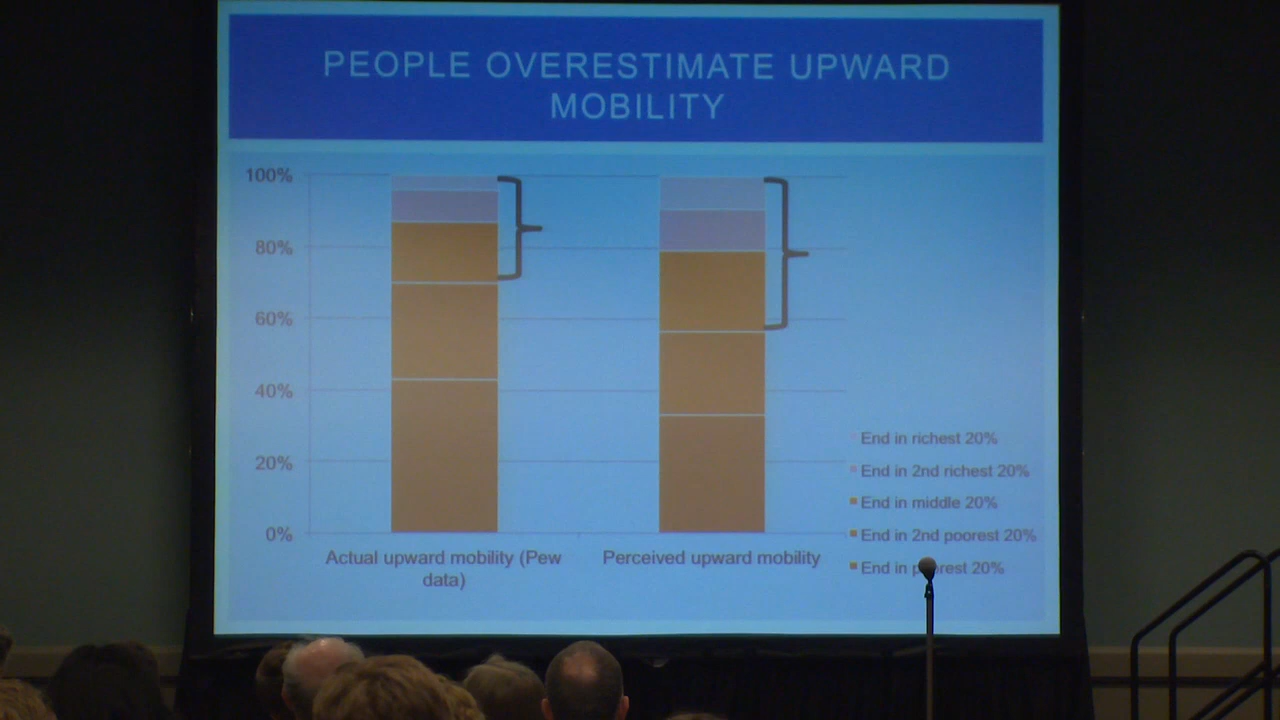 PEOPLE OVERESTIMATE UPWARD
MOBILITY
100%
80%
60%
40%
20%
0%
Actual upward mobility (Pew
data)
Perceived upward mobility
End in richest 20%
End in 2nd richest 20%
End in middle 20%
End in 2nd poorest 20%
End in poorest 20%